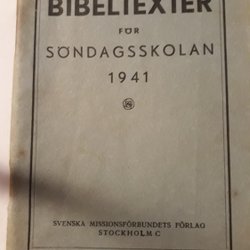 BIBELTEXTER
FÖR
SÖNDAGSSKOLAN
1941
SVENSKA MISSIONSFÖRBUNDETS FÖRLAG
STOCKHOLM C